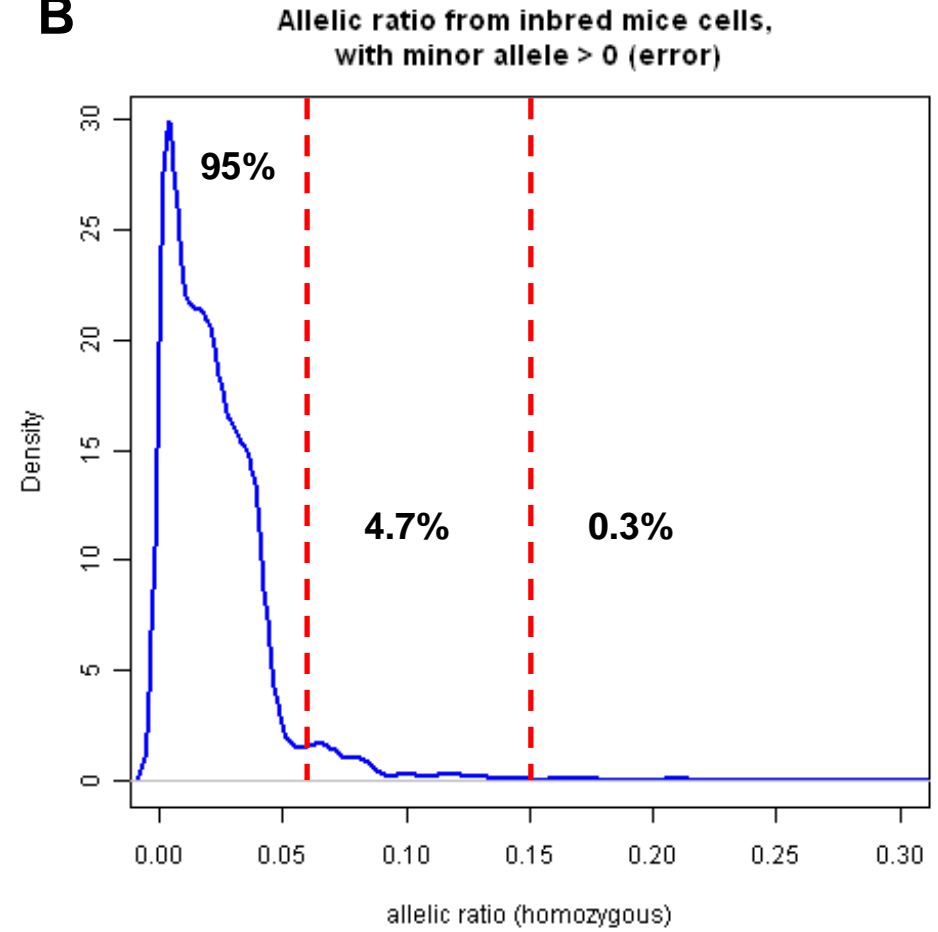 B
Allelic ratio from inbred mice cells,
with minor allele > 0 (error)
30
95%
25
20
15
Density
4.7%
0.3%
10
5
0
0.00 0.05 0.10 0.15 0.20 0.25 0.30
allelic ratio (homozygous)